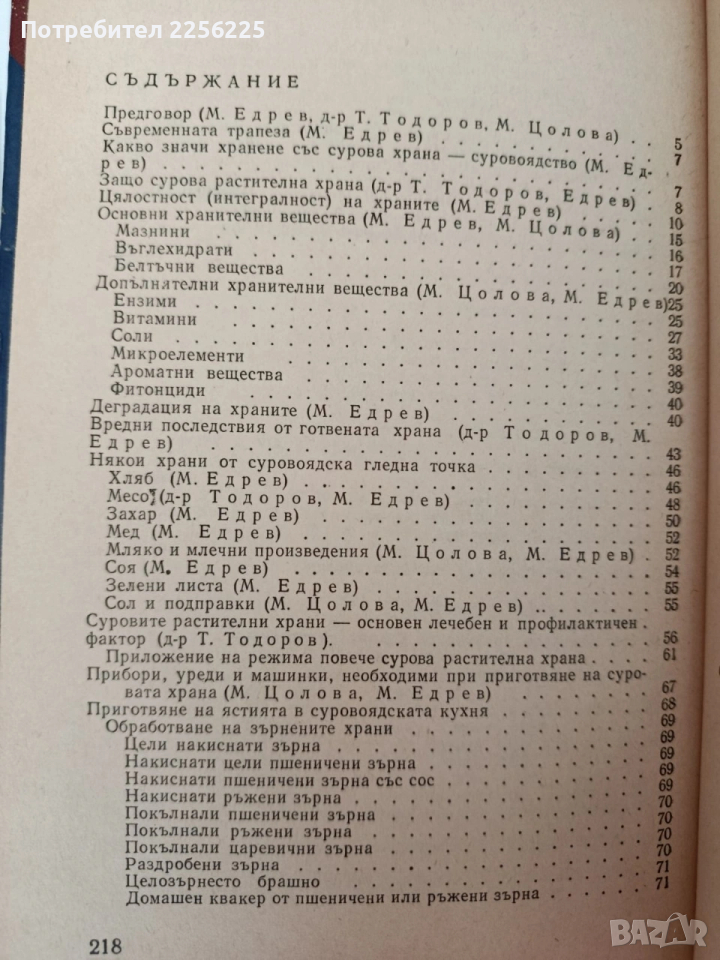 Потребител 2256225
СЪДЪРЖАНИЕ
Предговор (М. Едрев, д-р Т. Тодоров, М. Цолова) . . 5
Съвременната трапеза (М. Едрев) . . . . . . . . . 7
Какво значи хранене със сурова храна — суровоядство (М. Ед-
рев) . . . . . . . . . . . . . . . . 7
Защо сурова растителна храна (д-р Т. Тодоров, Едрев) . 8
Цялостност (интегралност) на храните (М. Едрев) . . . . 10
Основни хранителни вещества (М. Едрев, М. Цолова) . . 15
Мазнини . . . . . . . . . . . . . . . 16
Въглехидрати . . . . . . . . . . . . . . 17
Белтъчни вещества . . . . . . . . . . . . 20
Допълнителни хранителни вещества (М. Цолова, М. Едрев) 25
Ензими . . . . . . . . . . . . . . . . 25
Витамини . . . . . . . . . . . . . . . 27
Соли . . . . . . . . . . . . . . . . . 33
Микроелементи . . . . . . . . . . . . . 38
Ароматни вещества . . . . . . . . . . . . 39
Фитонциди . . . . . . . . . . . . . . . 40
Деградация на храните (М. Едрев) . . . . . . . . 40
Вредни последствия от готвената храна (д-р Тодоров, М.
Едрев) . . . . . . . . . . . . . . . 43
Някои храни от суровоядска гледна точка . . . . . . 46
Хляб (М. Едрев) . . . . . . . . . . . . . 46
Месо (д-р Тодоров, М. Едрев) . . . . . . . . 48
Захар (М. Едрев) . . . . . . . . . . . . . 50
Мед (М. Едрев) . . . . . . . . . . . . . 52
Мляко и млечни произведения (М. Цолова, М. Едрев) . 52
Соя (М. Едрев) . . . . . . . . . . . . . 54
Зелени листа (М. Едрев) . . . . . . . . . . 55
Сол и подправки (М. Цолова, М. Едрев) . . . . . 55
Суровите растителни храни — основен лечебен и профилактичен
фактор (д-р Т. Тодоров). . . . . . . . . . . . 56
Приложение на режима повече сурова растителна храна . . . 61
Прибори, уреди и машинки, необходими при приготвяне на суро-
вата храна (М. Цолова, М. Едрев) . . . . . . 67
Приготвяне на ястията в суровоядската кухня . . . . . . 68
Обработване на зърнените храни . . . . . . . . . 69
Цели накиснати зърна . . . . . . . . . . . 69
Накиснати цели пшеничени зърна . . . . . . . 69
Накиснати пшеничени зърна със сос . . . . . . 69
Накиснати ръжени зърна . . . . . . . . . . 69
Покълнали пшеничени зърна . . . . . . . . . 70
Покълнали ръжени зърна . . . . . . . . . . 70
Покълнали царевични зърна . . . . . . . . . 70
Раздробени зърна . . . . . . . . . . . . 70
Целозърнесто брашно . . . . . . . . . . . 71
Домашен квакер от пшеничени или ръжени зърна . . . . 71
218
BAZAR
bazar.bg